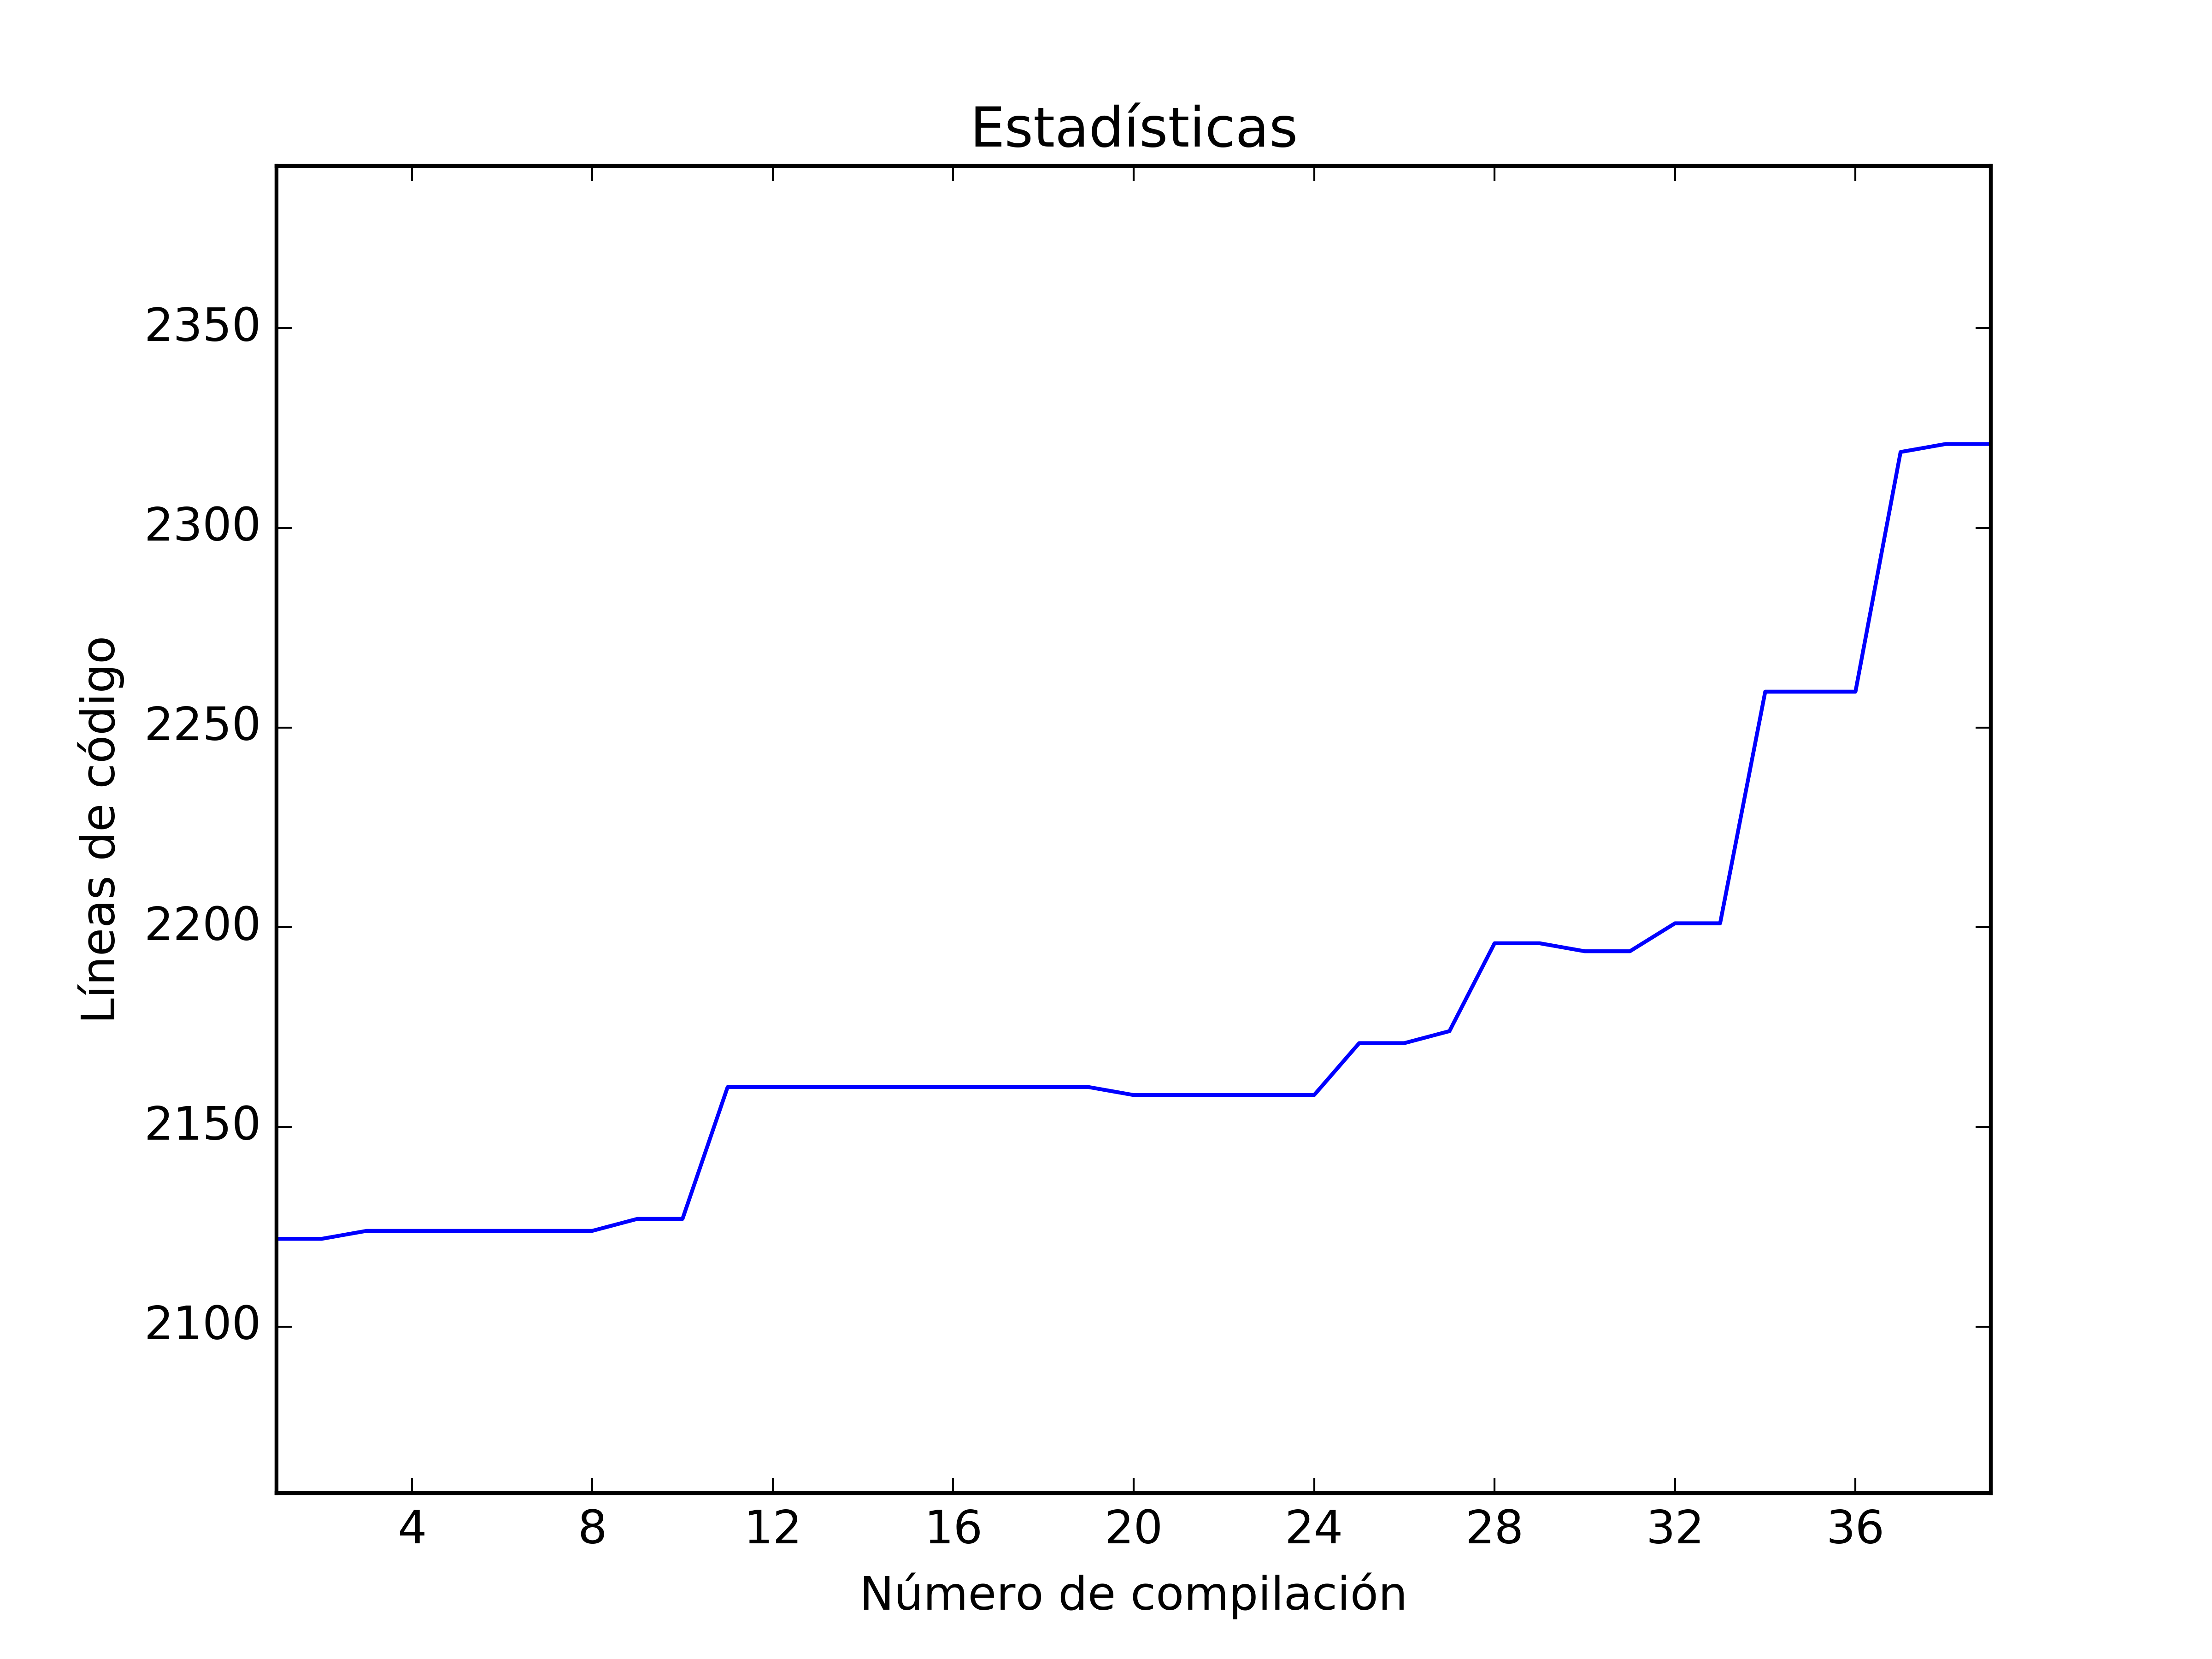 Estadísticas
2350
2300
2250
2200
2150
2100
Líneas de código
4 8 12 16 20 24 28 32 36
Número de compilación